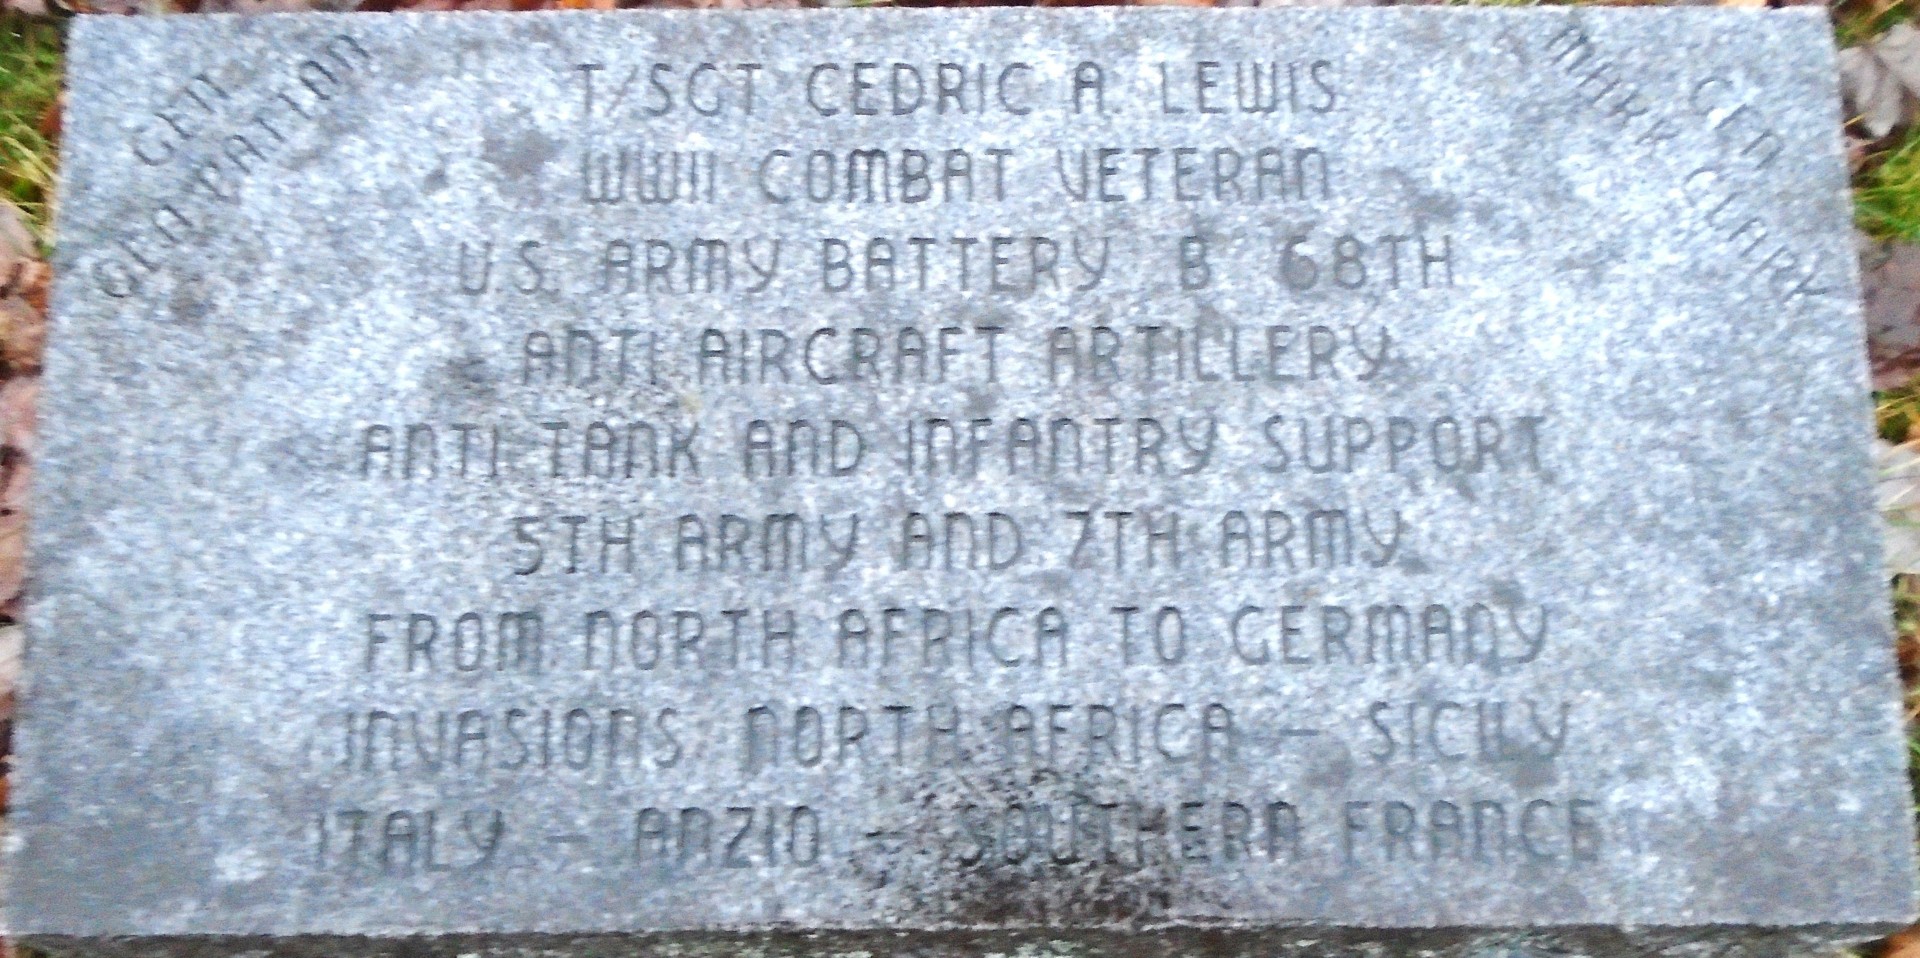 GEN
GEN
T/SGT CEDRIC A. LEWIS
GEN
MARK CLARK
WWII COMBAT VETERAN
U.S. ARMY BATTERY B 68TH
ANTI AIRCRAFT ARTILLERY
ANTI TANK AND INFANTRY SUPPORT
5TH ARMY AND 7TH ARMY
FROM NORTH AFRICA TO GERMANY
INVASIONS NORTH AFRICA - SICILY
ITALY - ANZIO - SOUTHERN FRANCE